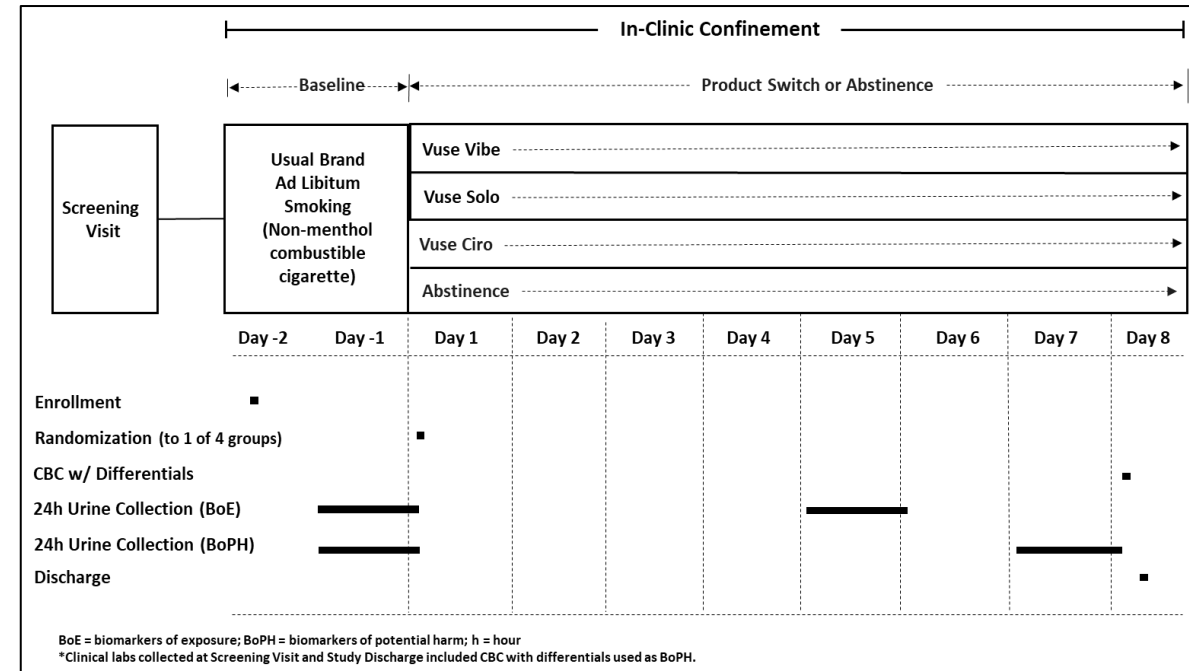 In-Clinic Confinement
Baseline
Product Switch or Abstinence
Screening
Visit
Usual Brand
Ad Libitum
Smoking
(Non-menthol
combustible
cigarette)
Vuse Vibe
Vuse Solo
Vuse Ciro
Abstinence
Day -2 Day -1 Day 1 Day 2 Day 3 Day 4 Day 5 Day 6 Day 7 Day 8
Enrollment
Randomization (to 1 of 4 groups)
CBC w/ Differentials
24h Urine Collection (BoE)
24h Urine Collection (BoPH)
Discharge
BoE = biomarkers of exposure; BoPH = biomarkers of potential harm; h = hour
*Clinical labs collected at Screening Visit and Study Discharge included CBC with differentials used as BoPH.